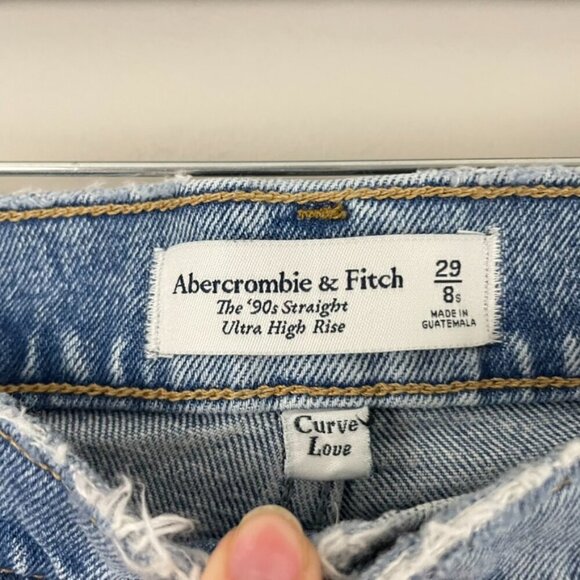 Abercrombie & Fitch
The '90s Straight
Ultra High Rise
29
8s
MADE IN
GUATEMALA
Curve
Love